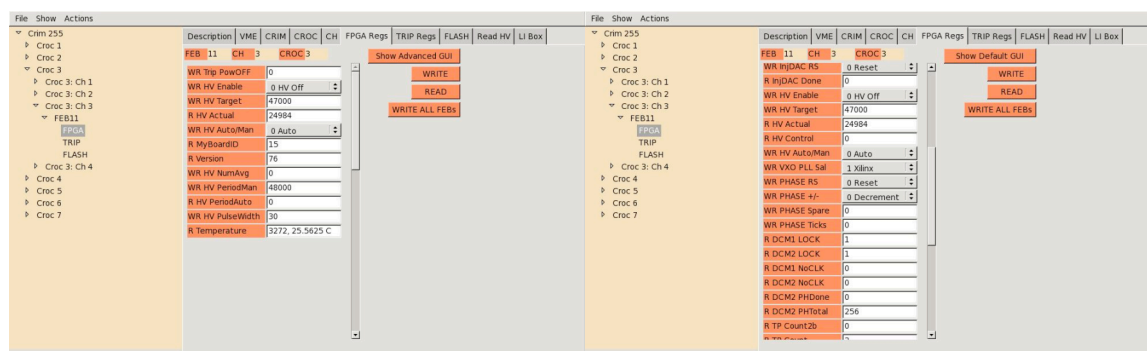 File Show Actions
Crim 255
Croc 1
Croc 2
Croc 3
Croc 3: Ch 1
Croc 3: Ch 2
Croc 3: Ch 3
FEB11
FPGA
TRIP
FLASH
Croc 3: Ch 4
Croc 4
Croc 5
Croc 6
Croc 7
Description VME CRIM CROC CH FPGA Regs TRIP Regs FLASH Read HV LI Box
FEB 11 CH 3 CROC 3
WR Trip PowOFF 0
WR HV Enable 0 HV Off
WR HV Target 47000
R HV Actual 24984
WR HV Auto/Man 0 Auto
R MyBoardID 15
R Version 76
WR HV NumAvg 0
WR HV PeriodMan 48000
R HV PeriodAuto 0
WR HV PulseWidth 30
R Temperature 3272, 25.5625 C
Show Advanced GUI
WRITE
READ
WRITE ALL FEBs
File Show Actions
Crim 255
Croc 1
Croc 2
Croc 3
Croc 3: Ch 1
Croc 3: Ch 2
Croc 3: Ch 3
FEB11
FPGA
TRIP
FLASH
Croc 3: Ch 4
Croc 4
Croc 5
Croc 6
Croc 7
Description VME CRIM CROC CH FPGA Regs TRIP Regs FLASH Read HV LI Box
FEB 11 CH 3 CROC 3
WR InjDAC RS 0 Reset
R InjDAC Done 0
WR HV Enable 0 HV Off
WR HV Target 47000
R HV Actual 24984
R HV Control 0
WR HV Auto/Man 0 Auto
WR VXO PLL Sal 1 Xilinx
WR PHASE RS 0 Reset
WR PHASE +/- 0 Decrement
WR PHASE Spare 0
WR PHASE Ticks 0
R DCM1 LOCK 1
R DCM2 LOCK 1
R DCM1 NoCLK 0
R DCM2 NoCLK 0
R DCM2 PHDone 0
R DCM2 PHTotal 256
R TP Count2b 0
R TP Count
Show Default GUI
WRITE
READ
WRITE ALL FEBs